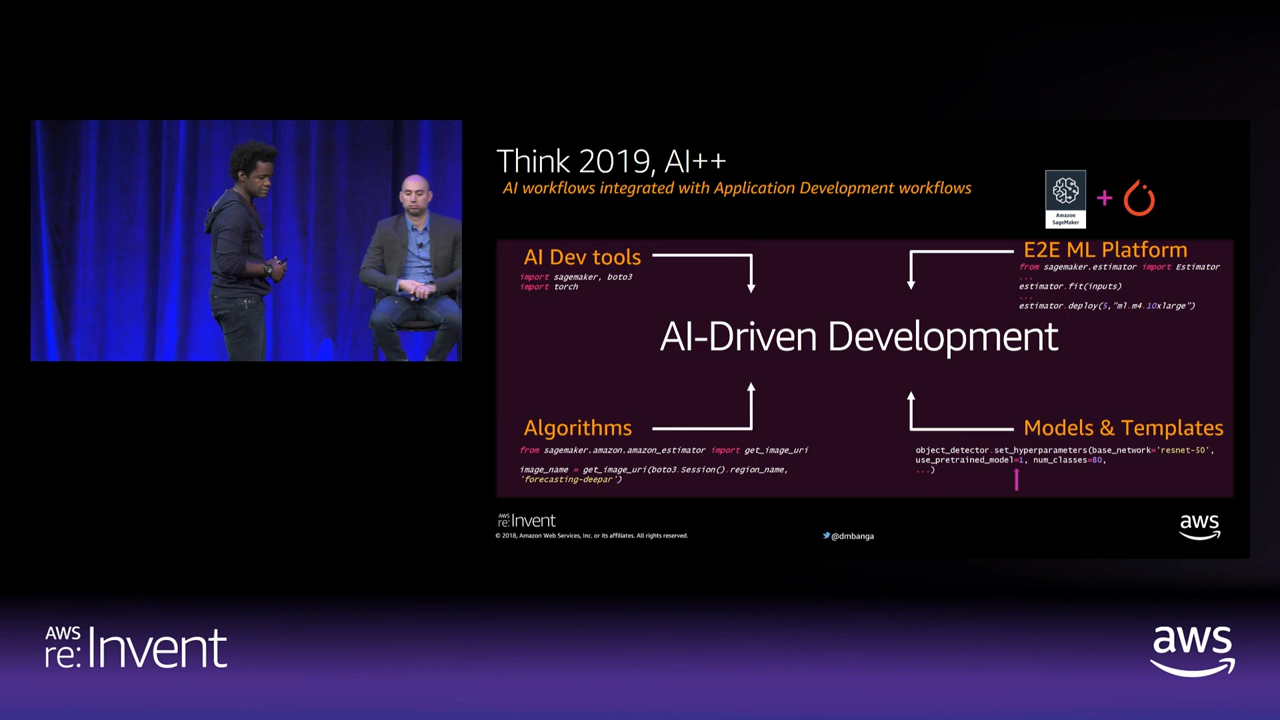 Think 2019, AI++
AI workflows integrated with Application Development workflows
Amazon
SageMaker
+
AI Dev tools
import sagemaker, boto3
import torch
E2E ML Platform
from sagemaker.estimator import Estimator
...
estimator.fit(inputs)
...
estimator.deploy(5,"ml.m4.10xlarge")
AI-Driven Development
Algorithms
from sagemaker.amazon.amazon_estimator import get_image_uri
image_name = get_image_uri(boto3.Session().region_name,
'forecasting-deepar')
Models & Templates
object_detector.set_hyperparameters(base_network='resnet-50',
use_pretrained_model=1, num_classes=80,
...)
AWS
re:Invent
© 2018, Amazon Web Services, Inc. or its affiliates. All rights reserved.
@dmbanga
aws
AWS
re:Invent
aws